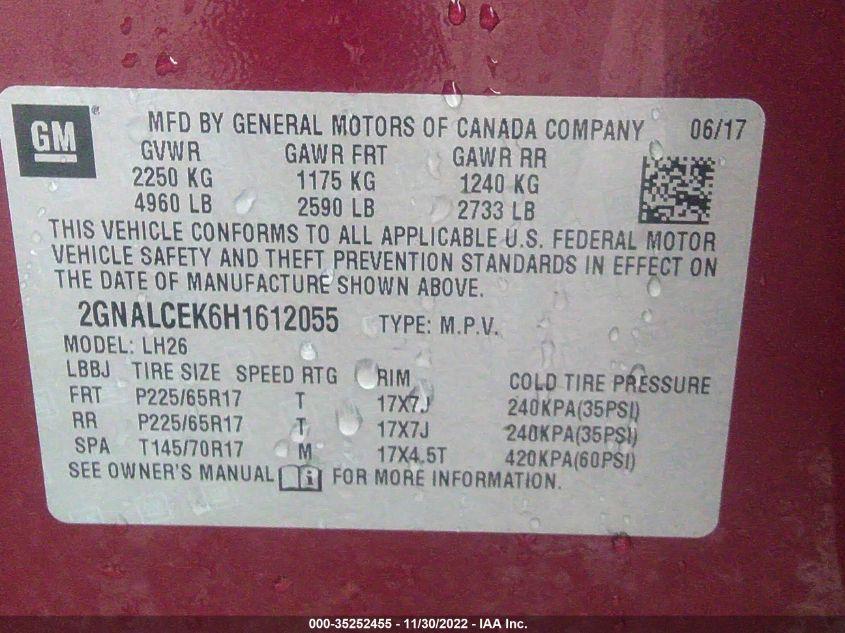 GM ® MFD BY GENERAL MOTORS OF CANADA COMPANY 06/17
GVWR GAWR FRT GAWR RR
2250 KG 1175 KG 1240 KG
4960 LB 2590 LB 2733 LB
THIS VEHICLE CONFORMS TO ALL APPLICABLE U.S. FEDERAL MOTOR
VEHICLE SAFETY AND THEFT PREVENTION STANDARDS IN EFFECT ON
THE DATE OF MANUFACTURE SHOWN ABOVE.
2GNALCEK6H1612055 TYPE: M.P.V.
MODEL: LH26
LBBJ TIRE SIZE SPEED RTG RIM COLD TIRE PRESSURE
FRT P225/65R17 T 17X7J 240KPA(35PSI)
RR P225/65R17 T 17X7J 240KPA(35PSI)
SPA T145/70R17 M 17X4.5T 420KPA(60PSI)
SEE OWNER'S MANUAL i FOR MORE INFORMATION.
000-35252455 - 11/30/2022 - IAA Inc.